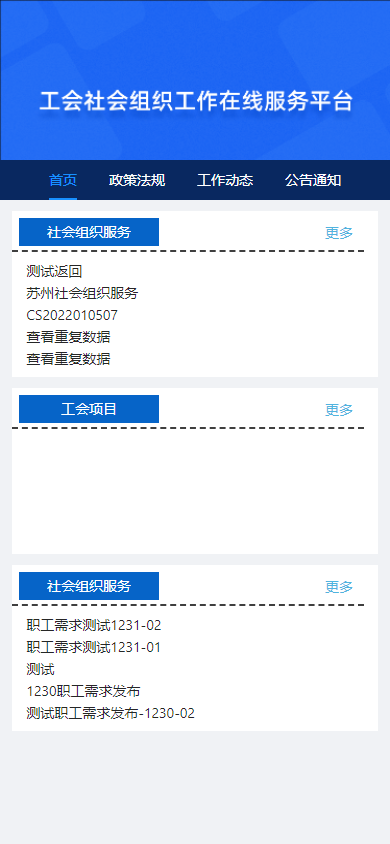 工会社会组织工作在线服务平台
首页 政策法规 工作动态 公告通知
社会组织服务 更多
测试返回
苏州社会组织服务
CS2022010507
查看重复数据
查看重复数据
工会项目 更多
社会组织服务 更多
职工需求测试1231-02
职工需求测试1231-01
测试
1230职工需求发布
测试职工需求发布-1230-02